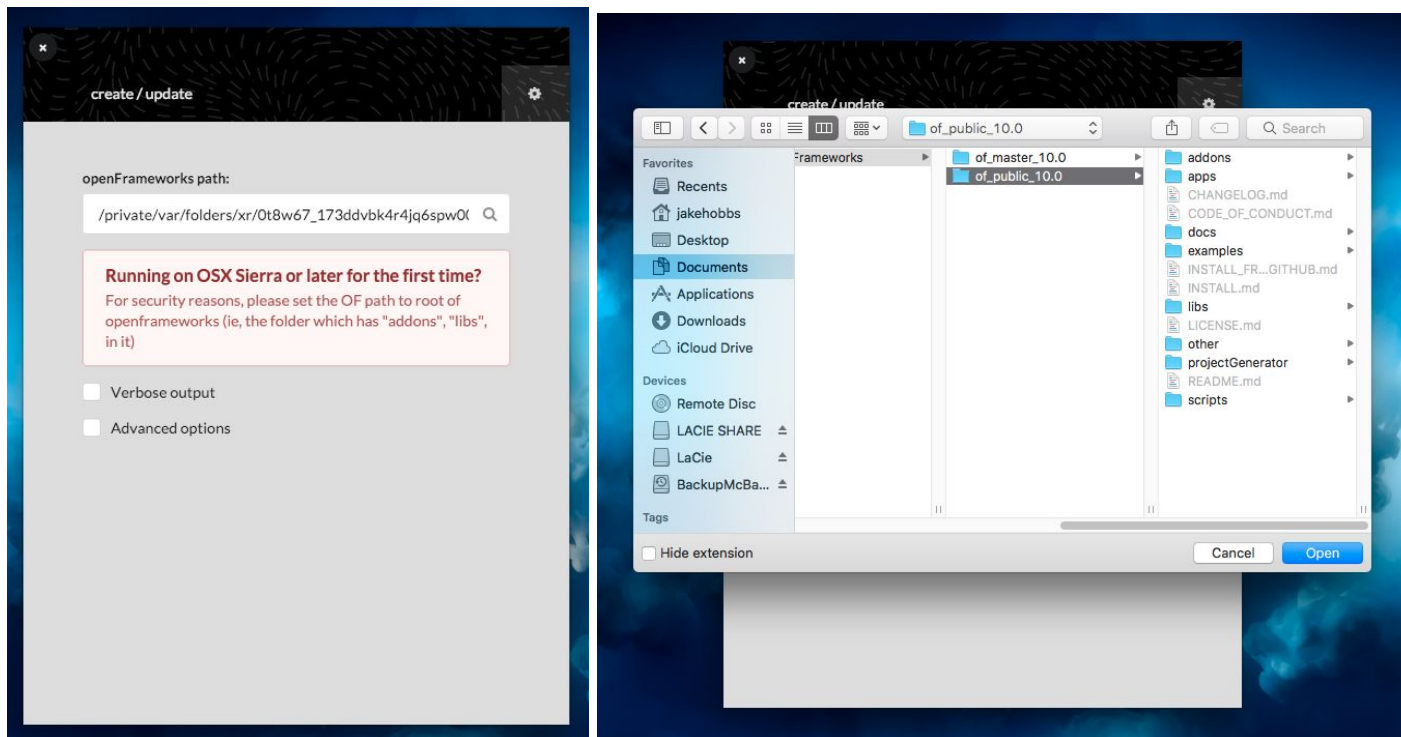 create / update
openFrameworks path:
/private/var/folders/xr/0t8w67_173ddvbk4r4jq6spw0(
Running on OSX Sierra or later for the first time?
For security reasons, please set the OF path to root of
openframeworks (ie, the folder which has "addons", "libs",
in it)
Verbose output
Advanced options
create / update
of_public_10.0
Search
Favorites
Recents
jakehobbs
Desktop
Documents
Applications
Downloads
iCloud Drive
Devices
Remote Disc
LACIE SHARE
LaCie
BackupMcBa...
Tags
Frameworks
of_master_10.0
of_public_10.0
addons
apps
CHANGELOG.md
CODE_OF_CONDUCT.md
docs
examples
INSTALL_FR...GITHUB.md
INSTALL.md
libs
LICENSE.md
other
projectGenerator
README.md
scripts
Hide extension
Cancel
Open